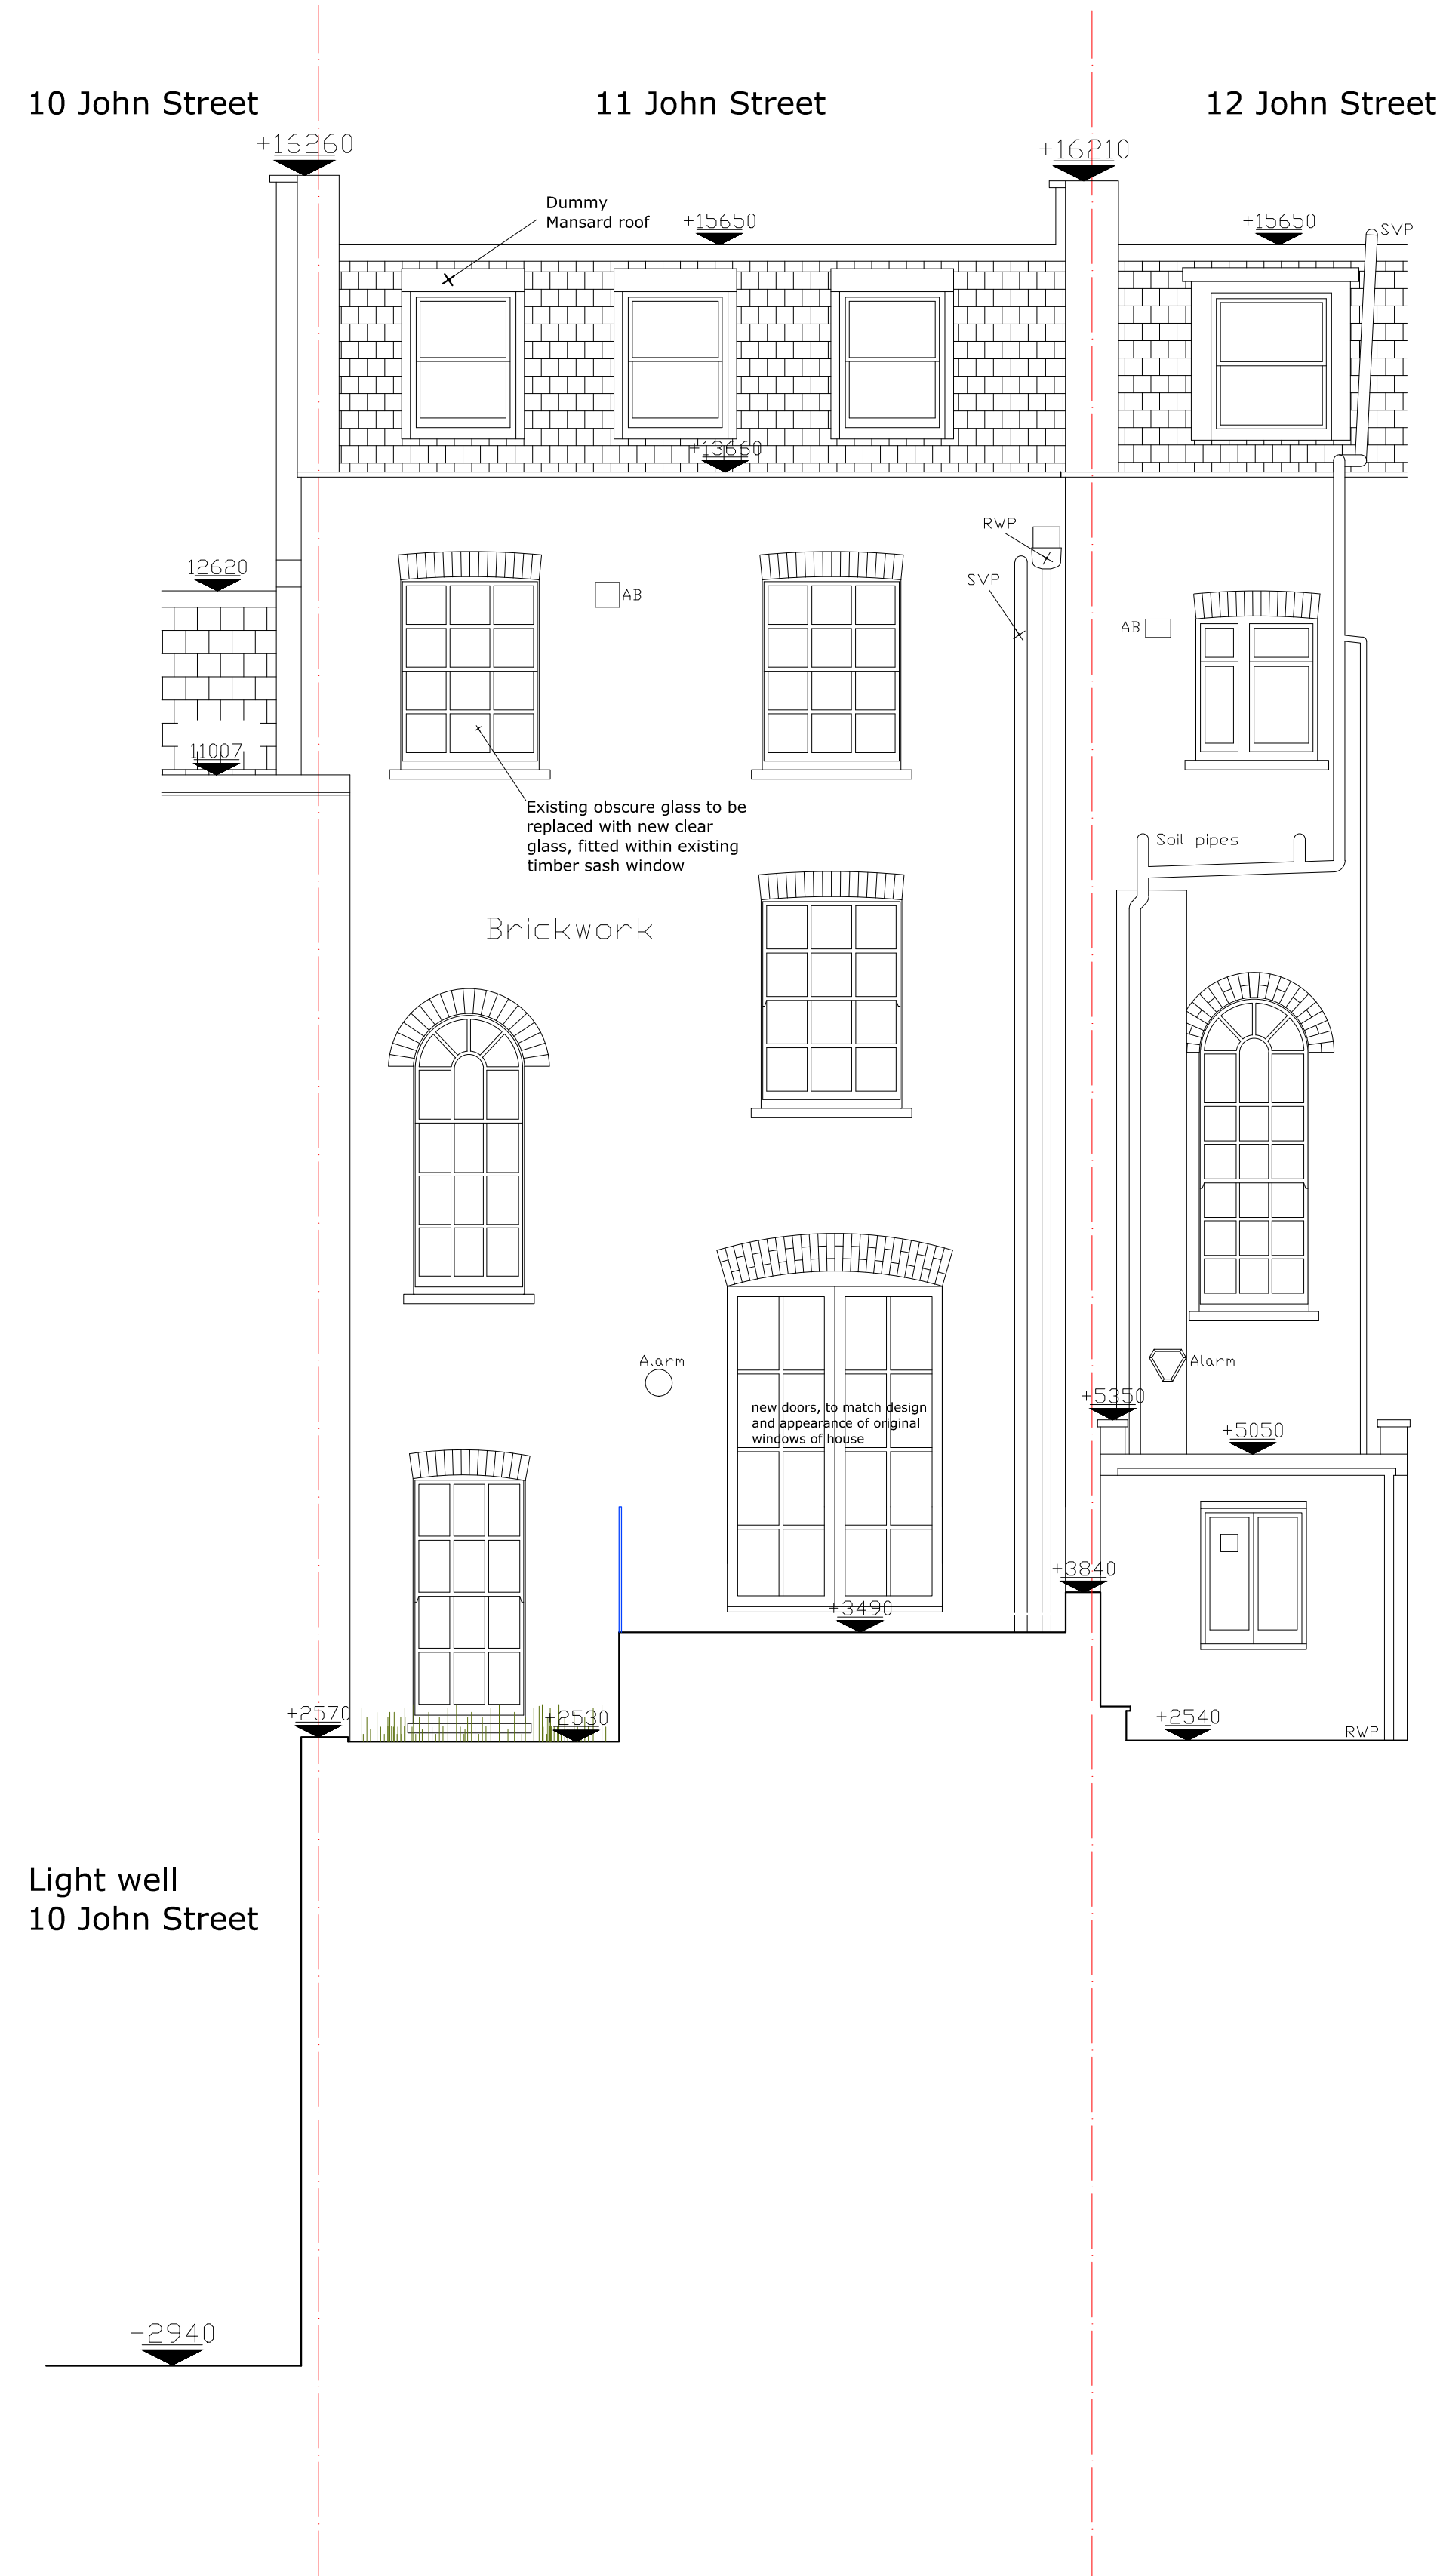 10 John Street
11 John Street
12 John Street
+16260
+16210
Dummy
Mansard roof
+15650
+15650
SVP
+13660
RWP
12620
SVP
AB
AB
11007
Existing obscure glass to be
replaced with new clear
glass, fitted within existing
timber sash window
Soil pipes
Brickwork
Alarm
Alarm
+5350
new doors, to match design
and appearance of original
windows of house
+5050
+3840
+3490
+2570
+2530
+2540
RWP
Light well
10 John Street
-2940